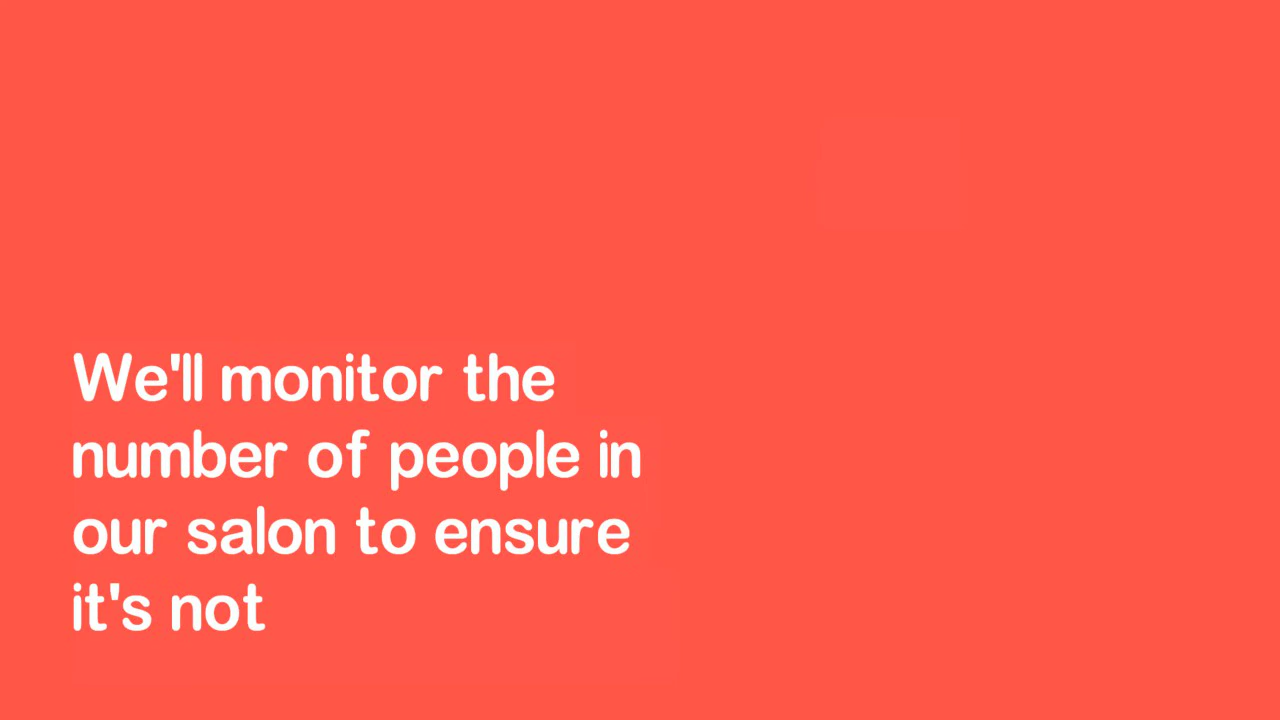 We'll monitor the
number of people in
our salon to ensure
it's not